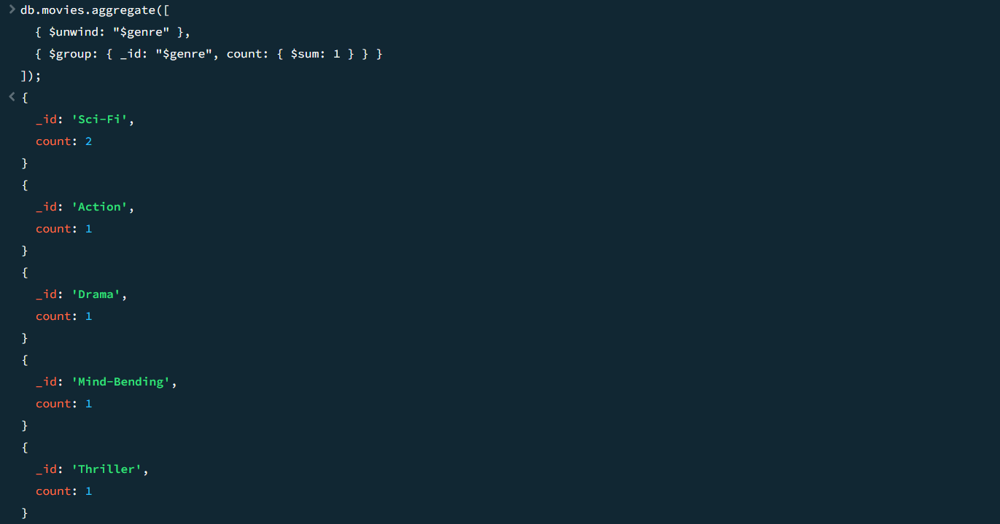 > db.movies.aggregate([
{ $unwind: "$genre" },
{ $group: { _id: "$genre", count: { $sum: 1 } } }
]);
< {
_id: 'Sci-Fi',
count: 2
}
{
_id: 'Action',
count: 1
}
{
_id: 'Drama',
count: 1
}
{
_id: 'Mind-Bending',
count: 1
}
{
_id: 'Thriller',
count: 1
}